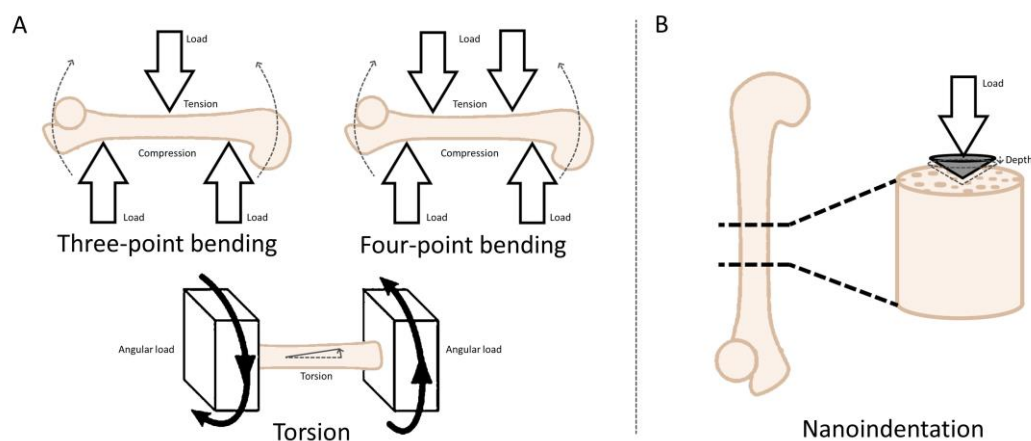 A
Load
Tension
Compression
Load
Load
Three-point bending
Load
Tension
Compression
Load
Load
Four-point bending
Angular load
Torsion
Angular load
Torsion
B
Load
Depth
Nanoindentation